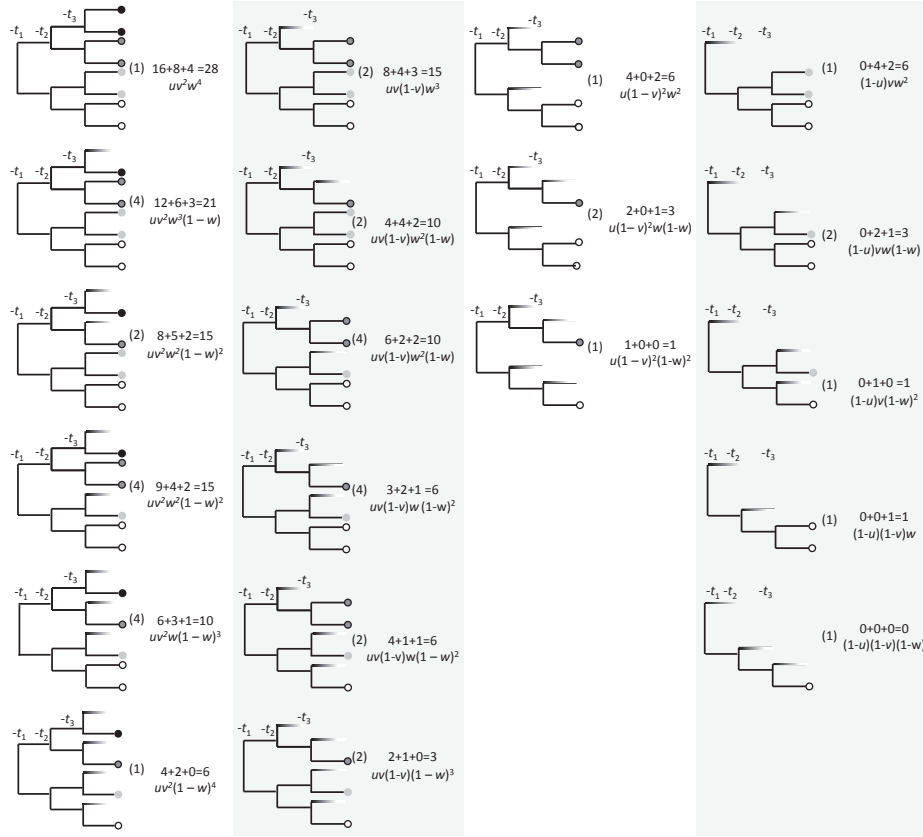 -t1 -t2 -t3
(1) 16+8+4 =28
uv²w⁴
-t1 -t2 -t3
(4) 12+6+3=21
uv²w³(1 – w)
-t1 -t2 -t3
(2) 8+5+2=15
uv²w²(1 – w)²
-t1 -t2 -t3
(4) 9+4+2 =15
uv²w²(1 – w)²
-t1 -t2 -t3
(4) 6+3+1=10
uv²w(1 – w)³
-t1 -t2 -t3
(1) 4+2+0=6
uv²(1 – w)⁴
-t1 -t2 -t3
(2) 8+4+3 =15
uv(1-v)w³
-t1 -t2 -t3
(2) 4+4+2=10
uv(1-v)w²(1-w)
-t1 -t2 -t3
(4) 6+2+2=10
uv(1-v)w²(1-w)
-t1 -t2 -t3
(4) 3+2+1 =6
uv(1-v)w (1-w)²
-t1 -t2 -t3
(2) 4+1+1=6
uv(1-v)w(1 – w)²
-t1 -t2 -t3
(2) 2+1+0=3
uv(1-v)(1 – w)³
-t1 -t2 -t3
(1) 4+0+2=6
u(1 – v)²w²
-t1 -t2 -t3
(2) 2+0+1=3
u(1– v)²w(1-w)
-t1 -t2 -t3
(1) 1+0+0 =1
u(1 – v)²(1-w)²
-t1 -t2 -t3
(1) 0+4+2=6
(1-u)vw²
-t1 -t2 -t3
(2) 0+2+1=3
(1-u)vw(1-w)
-t1 -t2 -t3
(1) 0+1+0 =1
(1-u)v(1-w)²
-t1 -t2 -t3
(1) 0+0+1=1
(1-u)(1-v)w
-t1 -t2 -t3
(1) 0+0+0=0
(1-u)(1-v)(1-w)